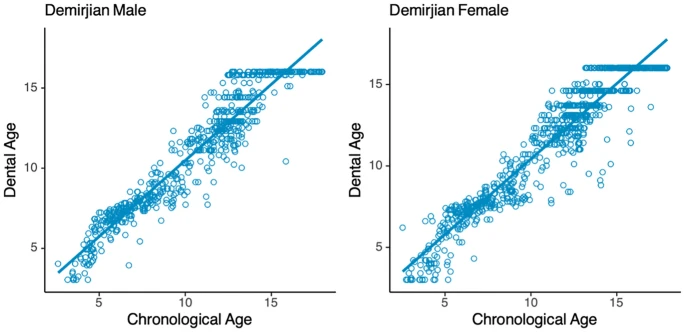 Demirjian Male
Dental Age
15
10
5
5 10 15
Chronological Age
Demirjian Female
Dental Age
15
10
5
5 10 15
Chronological Age